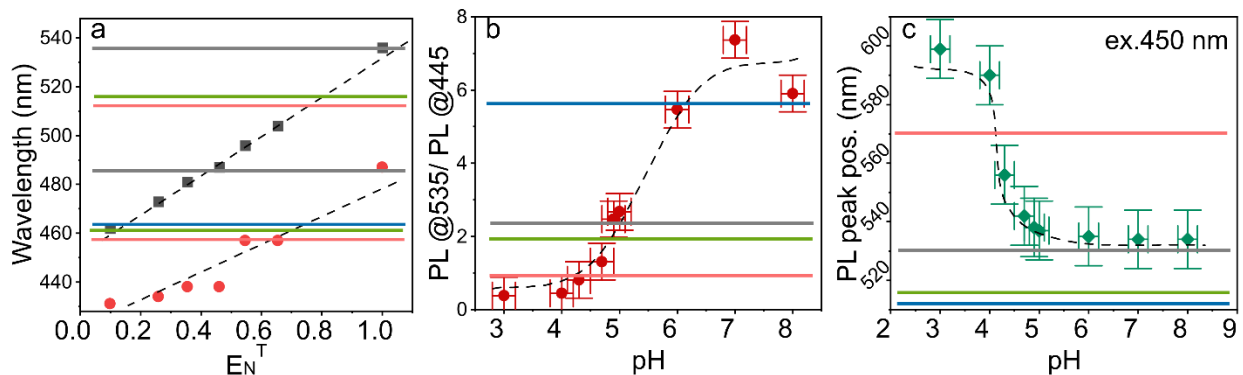 a
Wavelength (nm)
540
520
500
480
460
440
0.0 0.2 0.4 0.6 0.8 1.0
E_N^T
b
PL @535/ PL @445
8
6
4
2
0
3 4 5 6 7 8
pH
c
ex.450 nm
PL peak pos. (nm)
600
580
560
540
520
2 3 4 5 6 7 8 9
pH